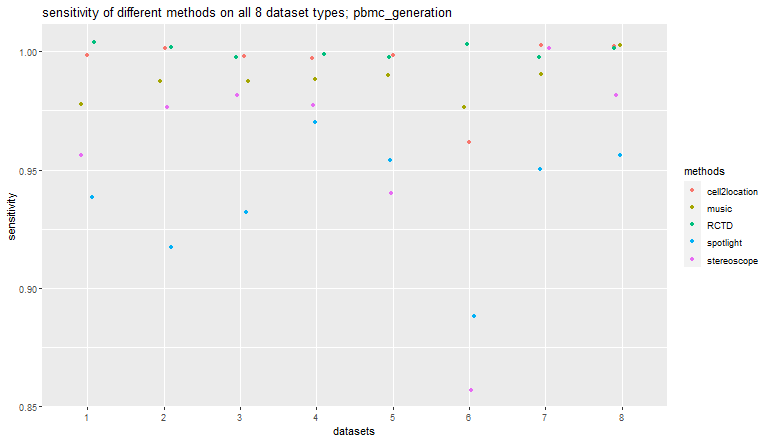 sensitivity of different methods on all 8 dataset types; pbmc_generation
1.00
0.95
0.90
0.85
sensitivity
1 2 3 4 5 6 7 8
datasets
methods
cell2location
music
RCTD
spotlight
stereoscope